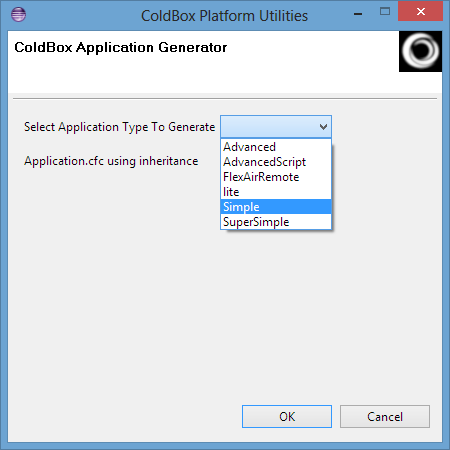 ColdBox Platform Utilities
ColdBox Application Generator
Select Application Type To Generate
Advanced
AdvancedScript
FlexAirRemote
lite
Simple
SuperSimple
Application.cfc using inheritance
OK Cancel